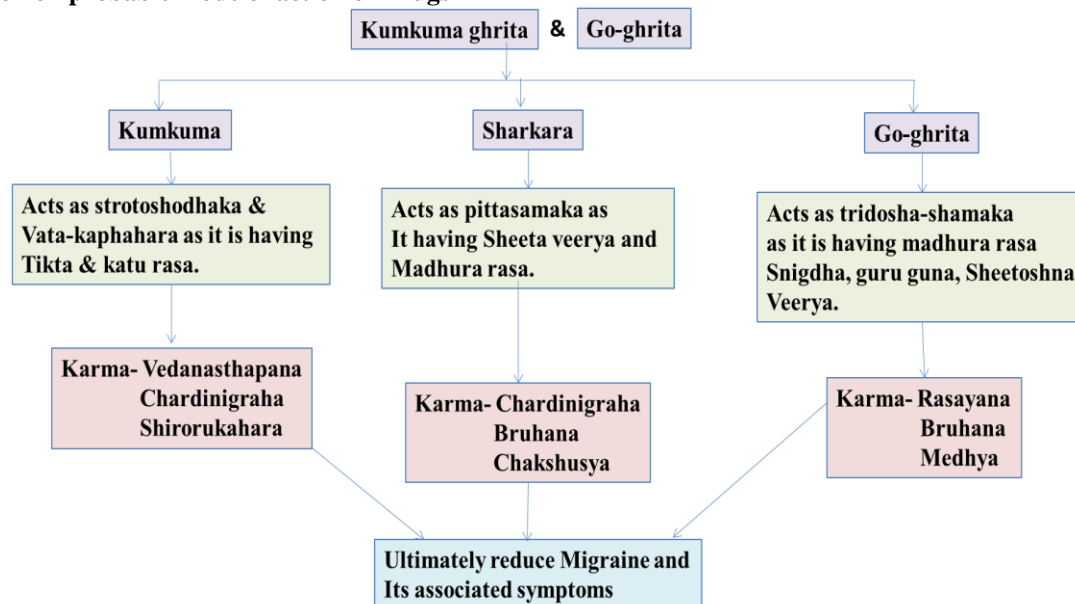 Kumkuma ghrita & Go-ghrita
Kumkuma
Sharkara
Go-ghrita
Acts as strotoshodhaka &
Vata-kaphahara as it is having
Tikta & katu rasa.
Acts as pittasamaka as
It having Sheeta veerya and
Madhura rasa.
Acts as tridosha-shamaka
as it is having madhura rasa
Snigdha, guru guna, Sheetoshna
Veerya.
Karma- Vedanasthapana
Chardinigraha
Shirorukahara
Karma- Chardinigraha
Bruhana
Chakshusya
Karma- Rasayana
Bruhana
Medhya
Ultimately reduce Migraine and
Its associated symptoms